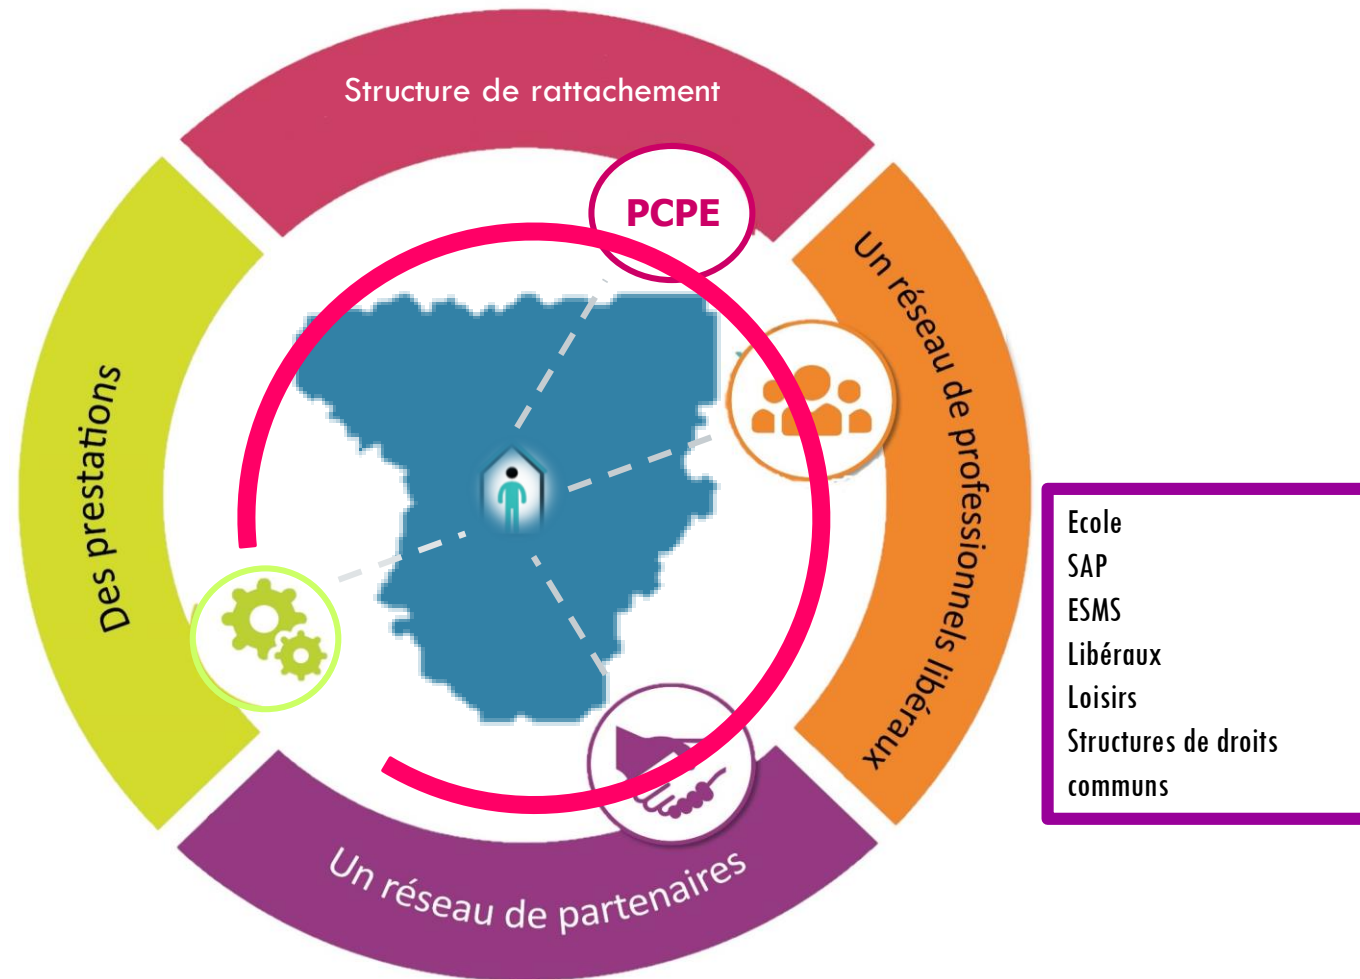 Structure de rattachement
PCPE
Un réseau de professionnels libéraux
Des prestations
Un réseau de partenaires
Ecole
SAP
ESMS
Libéraux
Loisirs
Structures de droits
communs